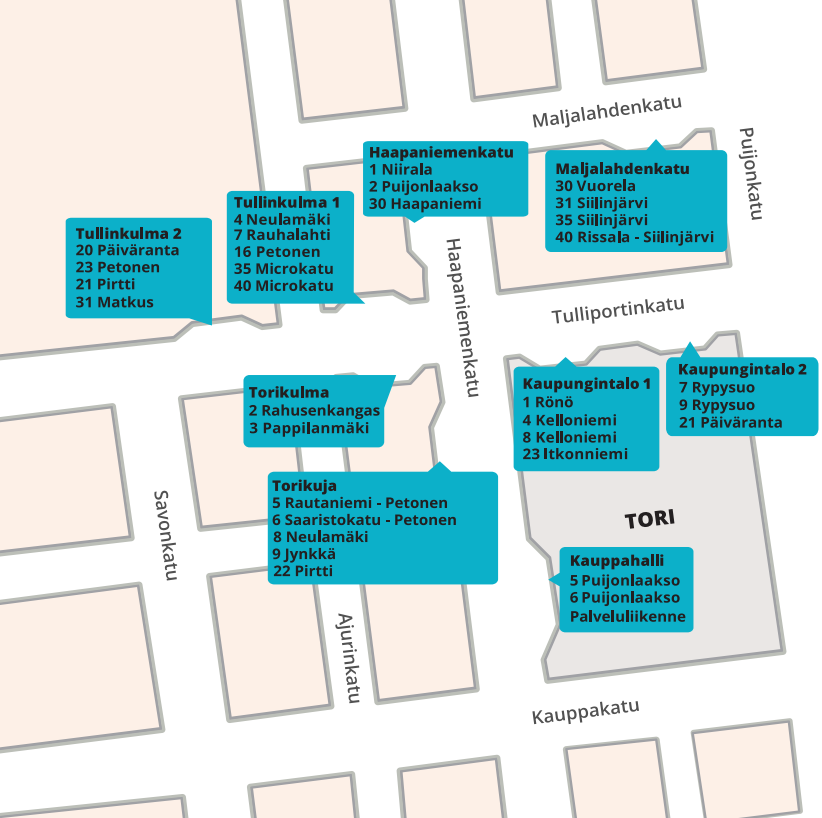 Maljalahdenkatu
Puijonkatu
Haapaniemenkatu
1 Niirala
2 Puijonlaakso
30 Haapaniemi
Maljalahdenkatu
30 Vuorela
31 Siilinjärvi
35 Siilinjärvi
40 Rissala - Siilinjärvi
Tullinkulma 1
4 Neulamäki
7 Rauhalahti
16 Petonen
35 Microkatu
40 Microkatu
Tullinkulma 2
20 Päiväranta
23 Petonen
21 Pirtti
31 Matkus
Haapaniemenkatu
Tulliportinkatu
Torikulma
2 Rahusenkangas
3 Pappilanmäki
Kaupungintalo 1
1 Rönö
4 Kelloniemi
8 Kelloniemi
23 Itkonniemi
Kaupungintalo 2
7 Rypysuo
9 Rypysuo
21 Päiväranta
Torikuja
5 Rautaniemi - Petonen
6 Saaristokatu - Petonen
8 Neulamäki
9 Jynkkä
22 Pirtti
Savonkatu
TORI
Kauppahalli
5 Puijonlaakso
6 Puijonlaakso
Palveluliikenne
Ajurinkatu
Kauppakatu